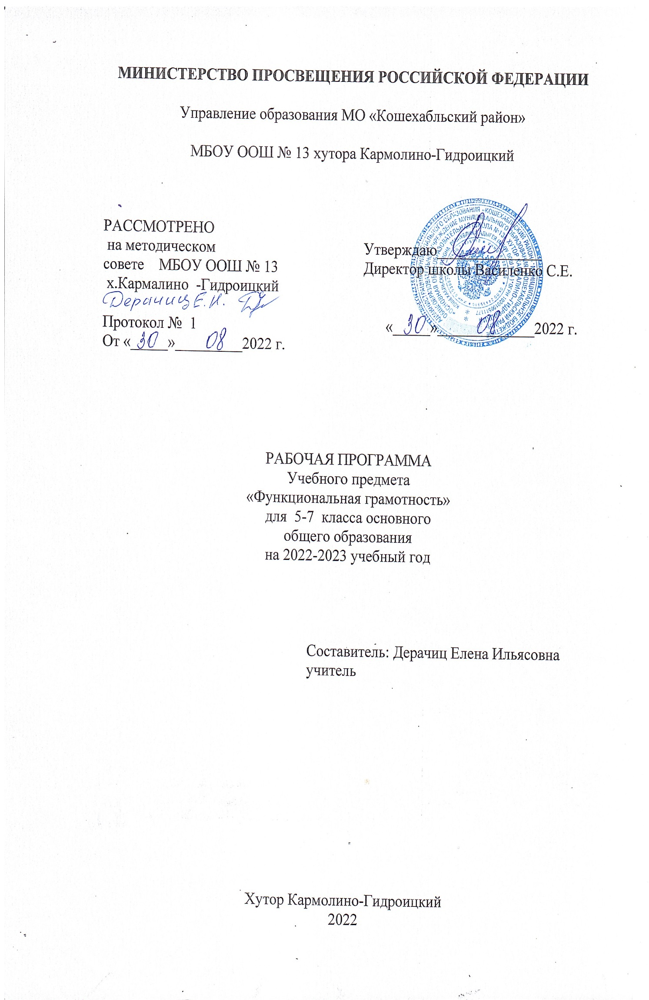 МИНИСТЕРСТВО ПРОСВЕЩЕНИЯ РОССИЙСКОЙ ФЕДЕРАЦИИ
Управление образования МО «Кошехабльский район»
МБОУ ООШ № 13 хутора Кармолино-Гидроицкий
РАССМОТРЕНО
на методическом
совете МБОУ ООШ № 13
х.Кармалино -Гидроицкий
Дерачиц Е.И.
Протокол № 1
От «30» 08 2022 г.
Утверждаю
Директор школы Василенко С.Е.
«30» 08 2022 г.
РАБОЧАЯ ПРОГРАММА
Учебного предмета
«Функциональная грамотность»
для 5-7 класса основного
общего образования
на 2022-2023 учебный год
Составитель: Дерачиц Елена Ильясовна
учитель
Хутор Кармолино-Гидроицкий
2022